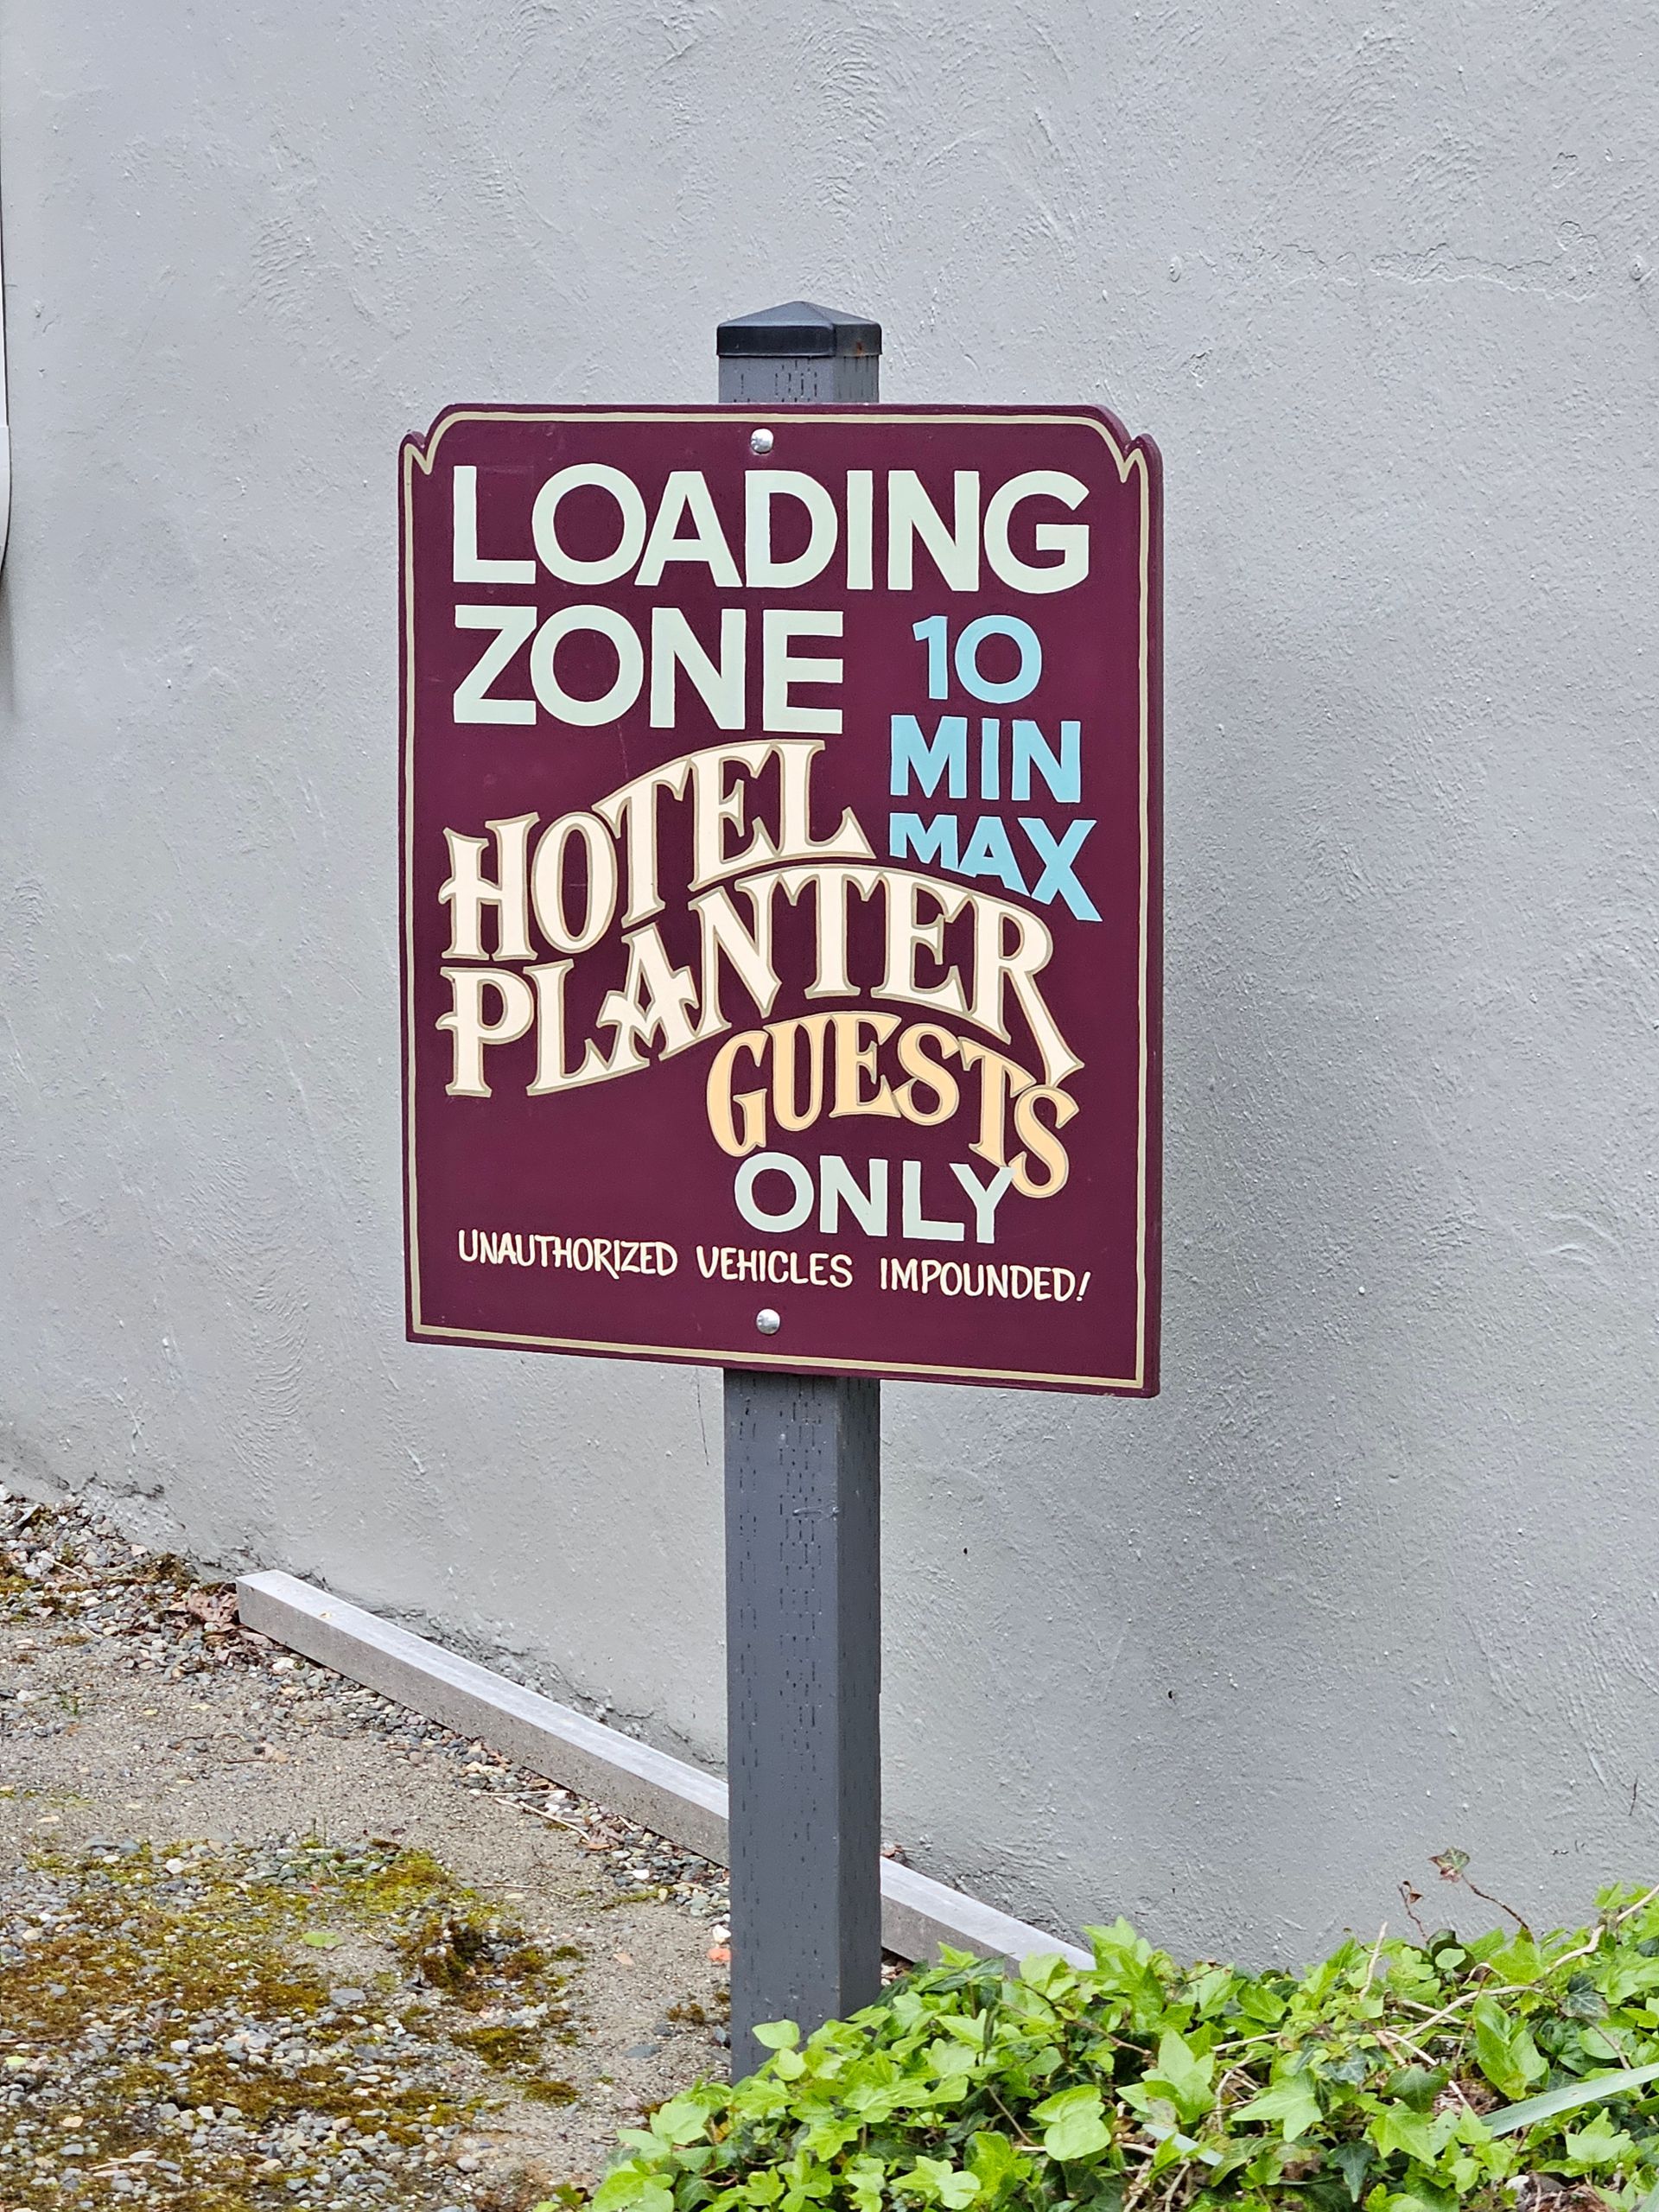 LOADING
ZONE
10
MIN
MAX
HOTEL
PLANTER
GUESTS
ONLY
UNAUTHORIZED VEHICLES IMPOUNDED!